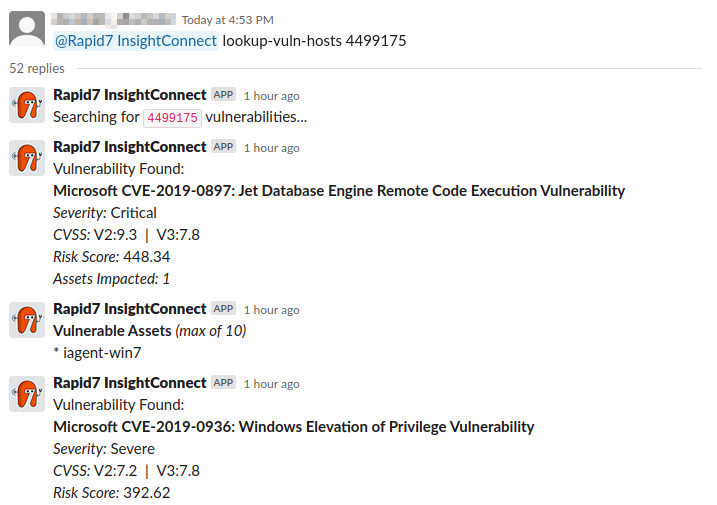 Today at 4:53 PM
@Rapid7 InsightConnect lookup-vuln-hosts 4499175
52 replies
Rapid7 InsightConnect APP 1 hour ago
Searching for 4499175 vulnerabilities...
Rapid7 InsightConnect APP 1 hour ago
Vulnerability Found:
Microsoft CVE-2019-0897: Jet Database Engine Remote Code Execution Vulnerability
Severity: Critical
CVSS: V2:9.3 | V3:7.8
Risk Score: 448.34
Assets Impacted: 1
Rapid7 InsightConnect APP 1 hour ago
Vulnerable Assets (max of 10)
* iagent-win7
Rapid7 InsightConnect APP 1 hour ago
Vulnerability Found:
Microsoft CVE-2019-0936: Windows Elevation of Privilege Vulnerability
Severity: Severe
CVSS: V2:7.2 | V3:7.8
Risk Score: 392.62